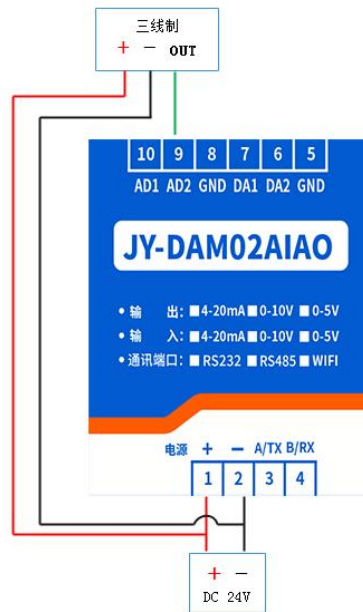 三线制
+ − OUT
10 9 8 7 6 5
AD1 AD2 GND DA1 DA2 GND
JY-DAM02AIAO
• 输 出: ■4-20mA■0-10V ■0-5V
• 输 入: ■4-20mA■0-10V ■0-5V
• 通讯端口: ■RS232 ■RS485 ■WIFI
电源 + − A/TX B/RX
1 2 3 4
+ −
DC 24V